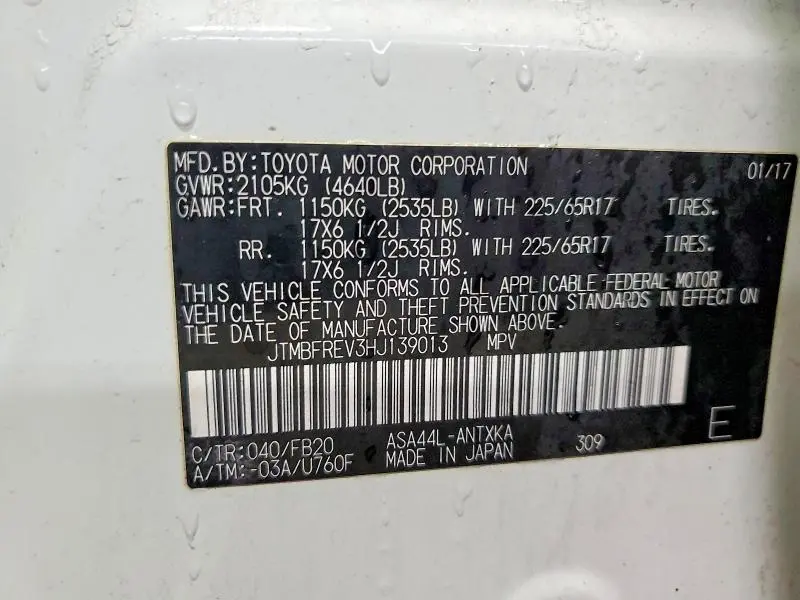 MFD.BY:TOYOTA MOTOR CORPORATION 01/17
GVWR:2105KG (4640LB)
GAWR:FRT. 1150KG (2535LB) WITH 225/65R17 TIRES.
17X6 1/2J RIMS.
RR. 1150KG (2535LB) WITH 225/65R17 TIRES.
17X6 1/2J RIMS.
THIS VEHICLE CONFORMS TO ALL APPLICABLE FEDERAL MOTOR
VEHICLE SAFETY AND THEFT PREVENTION STANDARDS IN EFFECT ON
THE DATE OF MANUFACTURE SHOWN ABOVE.
JTMBFREV3HJ139013 MPV
C/TR:040/FB20 ASA44L-ANTXKA 309 E
A/TM:-03A/U760F MADE IN JAPAN